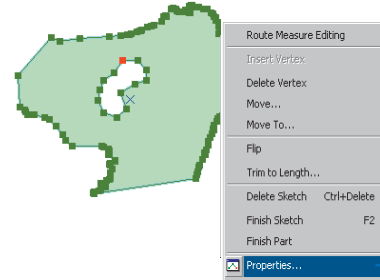 Route Measure Editing
Insert Vertex
Delete Vertex
Move...
Move To...
Flip
Trim to Length...
Delete Sketch Ctrl+Delete
Finish Sketch F2
Finish Part
Properties...